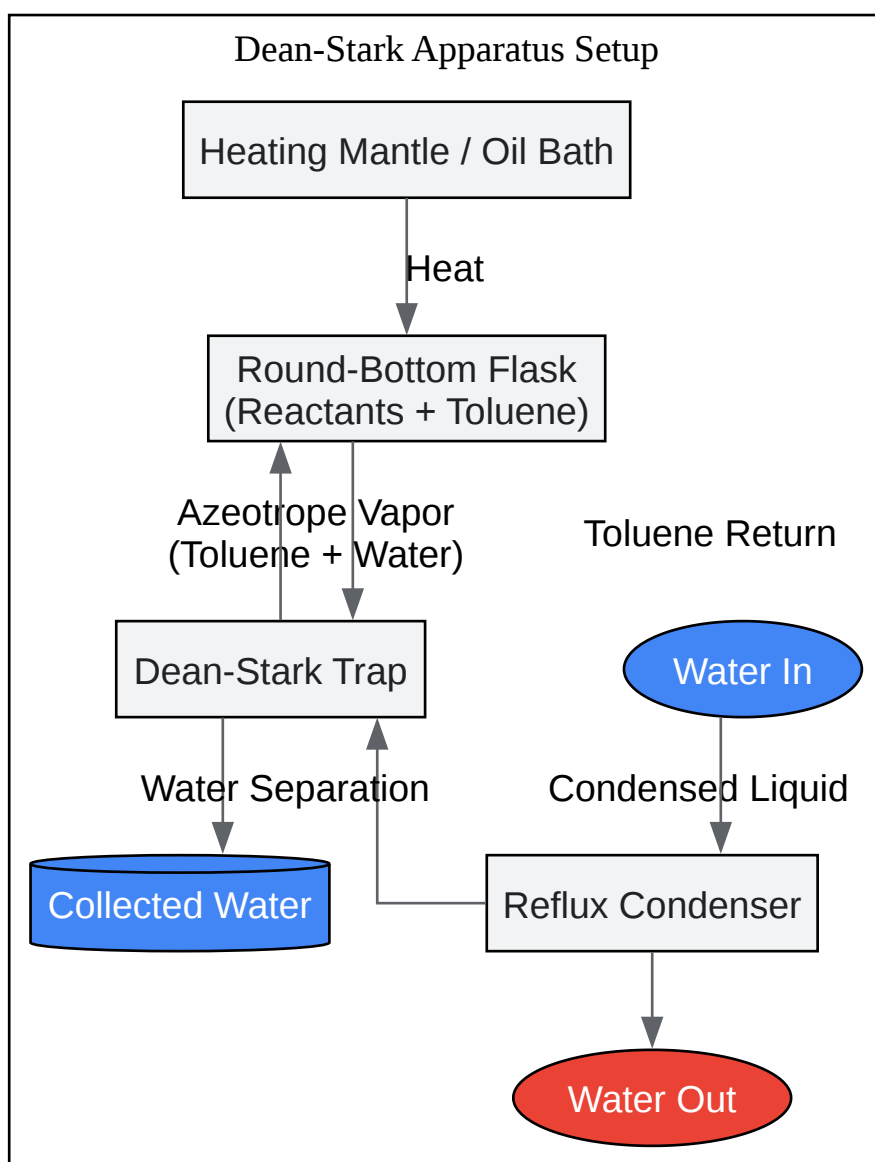 Dean-Stark Apparatus Setup
Heating Mantle / Oil Bath
Heat
Round-Bottom Flask
(Reactants + Toluene)
Azeotrope Vapor
(Toluene + Water)
Toluene Return
Dean-Stark Trap
Water In
Water Separation
Condensed Liquid
Collected Water
Reflux Condenser
Water Out